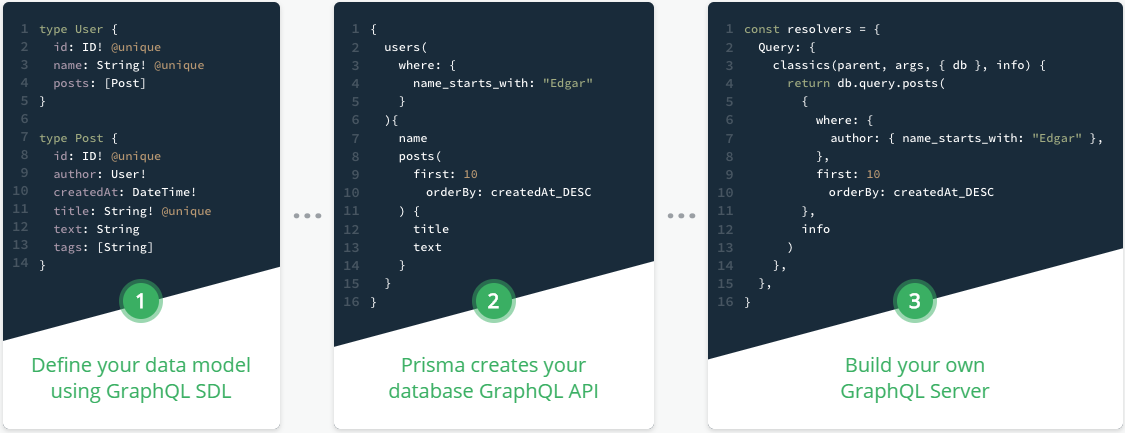 1 type User {
2   id: ID! @unique
3   name: String! @unique
4   posts: [Post]
5 }
6
7 type Post {
8   id: ID! @unique
9   author: User!
10   createdAt: DateTime!
11   title: String! @unique
12   text: String
13   tags: [String]
14 }
1
Define your data model
using GraphQL SDL
1 {
2   users(
3     where: {
4       name_starts_with: "Edgar"
5     }
6   ){
7     name
8     posts(
9       first: 10
10         orderBy: createdAt_DESC
11     ) {
12       title
13       text
14     }
15   }
16 }
2
Prisma creates your
database GraphQL API
1 const resolvers = {
2   Query: {
3     classics(parent, args, { db }, info) {
4       return db.query.posts(
5         {
6           where: {
7             author: { name_starts_with: "Edgar" },
8           },
9           first: 10
10             orderBy: createdAt_DESC
11         },
12         info
13       )
14     },
15   },
16 }
3
Build your own
GraphQL Server